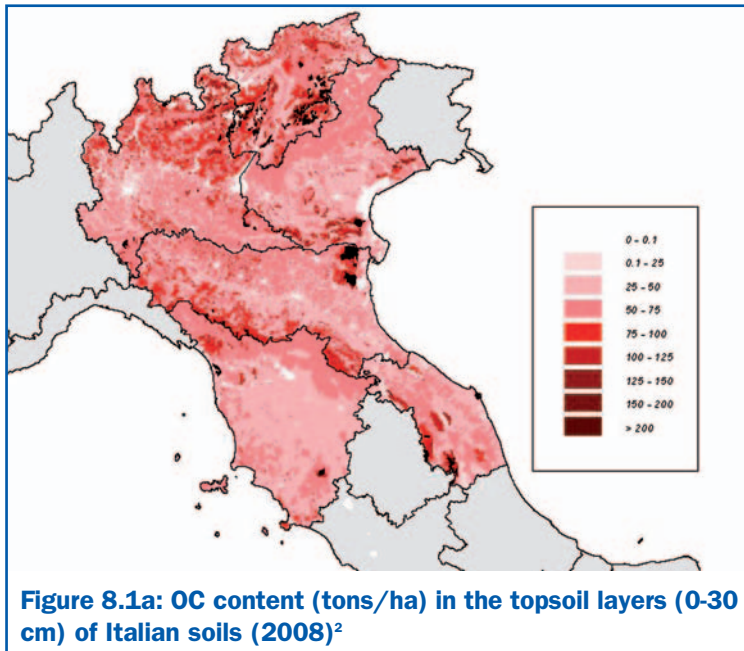 0 - 0.1
0.1 - 25
25 - 50
50 - 75
75 - 100
100 - 125
125 - 150
150 - 200
> 200
Figure 8.1a: OC content (tons/ha) in the topsoil layers (0-30
cm) of Italian soils (2008)²